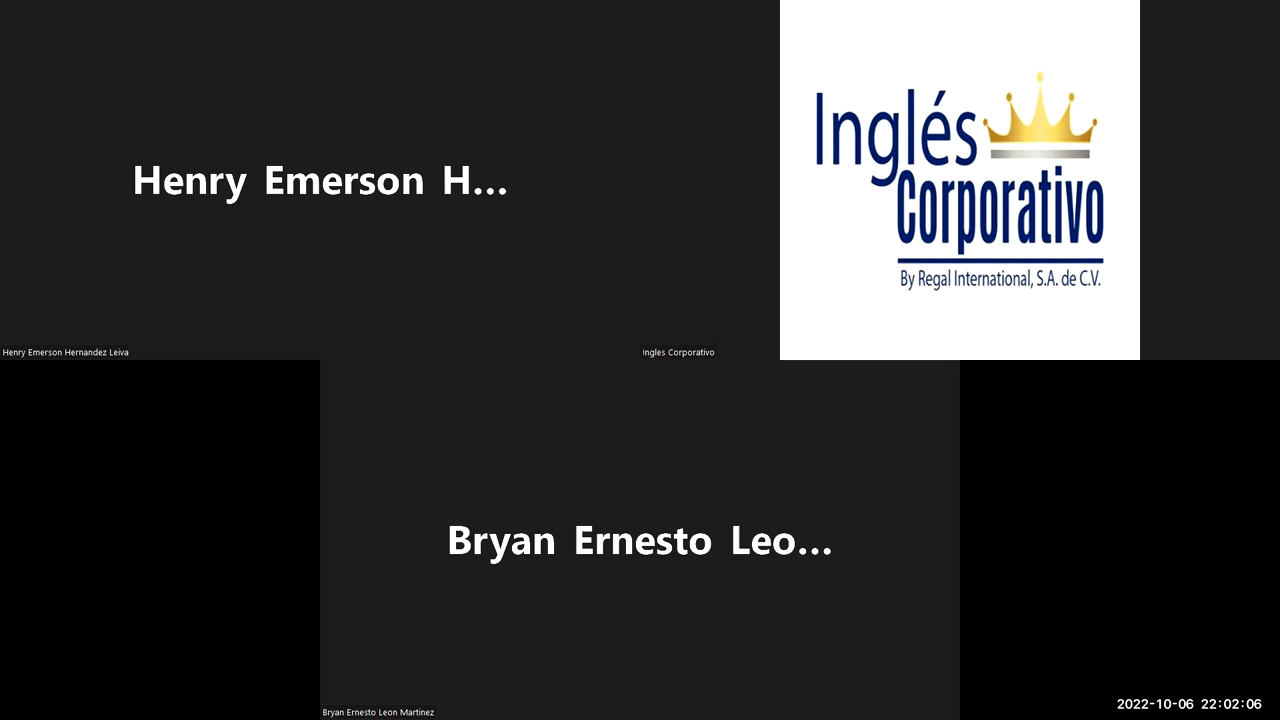 Henry Emerson H...
Inglés
Corporativo
By Regal International, S.A. de C.V.
Henry Emerson Hernandez Leiva
Ingles Corporativo
Bryan Ernesto Leo...
Bryan Ernesto Leon Martinez
2022-10-06 22:02:06